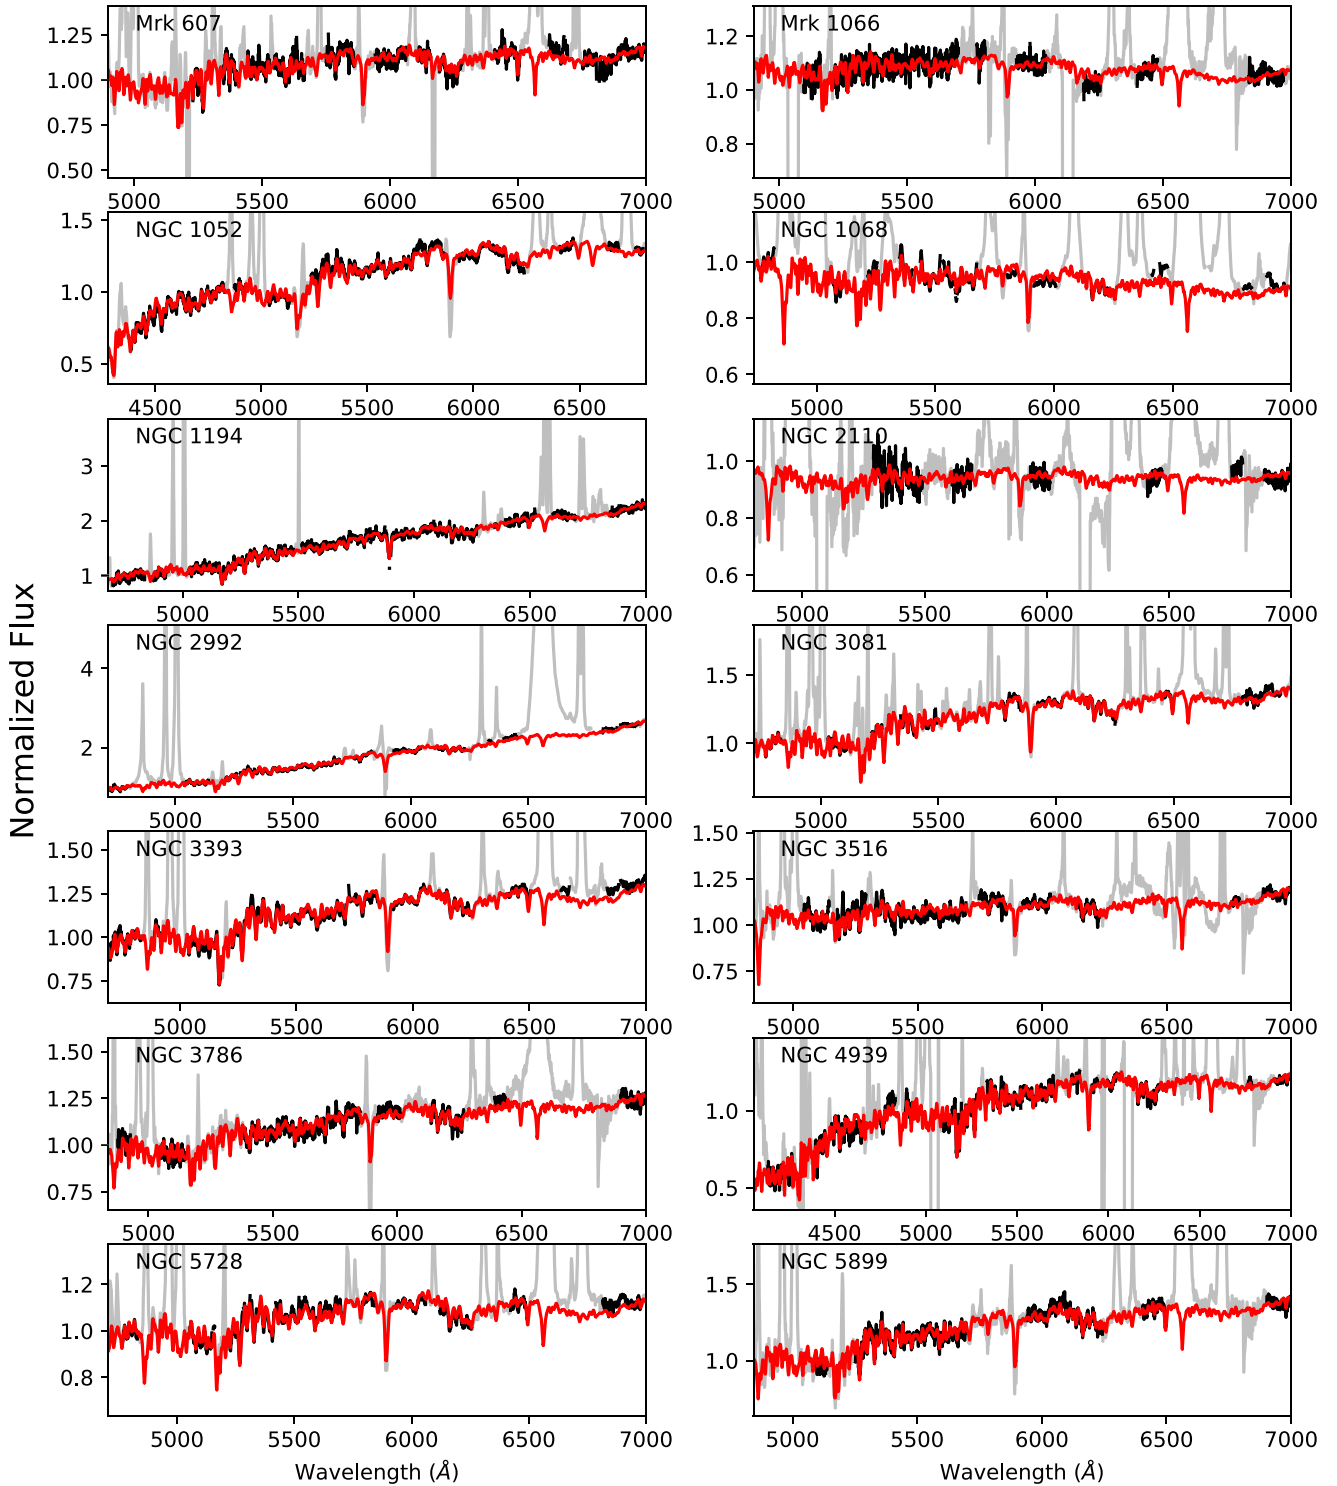 Mrk 607
1.25
1.00
0.75
0.50
5000 5500 6000 6500 7000
Mrk 1066
1.2
1.0
0.8
5000 5500 6000 6500 7000
NGC 1052
1.5
1.0
0.5
4500 5000 5500 6000 6500
NGC 1068
1.0
0.8
0.6
5000 5500 6000 6500 7000
NGC 1194
3
2
1
5000 5500 6000 6500 7000
NGC 2110
1.0
0.8
0.6
5000 5500 6000 6500 7000
Normalized Flux
NGC 2992
4
2
5000 5500 6000 6500 7000
NGC 3081
1.5
1.0
5000 5500 6000 6500 7000
NGC 3393
1.50
1.25
1.00
0.75
5000 5500 6000 6500 7000
NGC 3516
1.50
1.25
1.00
0.75
5000 5500 6000 6500 7000
NGC 3786
1.50
1.25
1.00
0.75
5000 5500 6000 6500 7000
NGC 4939
1.0
0.5
4500 5000 5500 6000 6500 7000
NGC 5728
1.2
1.0
0.8
5000 5500 6000 6500 7000
Wavelength (Å)
NGC 5899
1.5
1.0
5000 5500 6000 6500 7000
Wavelength (Å)